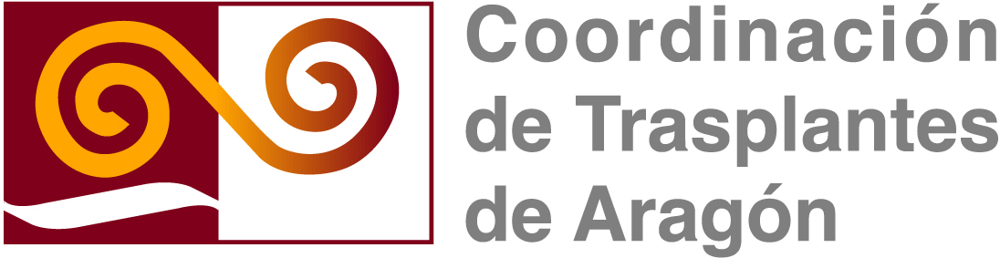 Coordinación
de Trasplantes
de Aragón